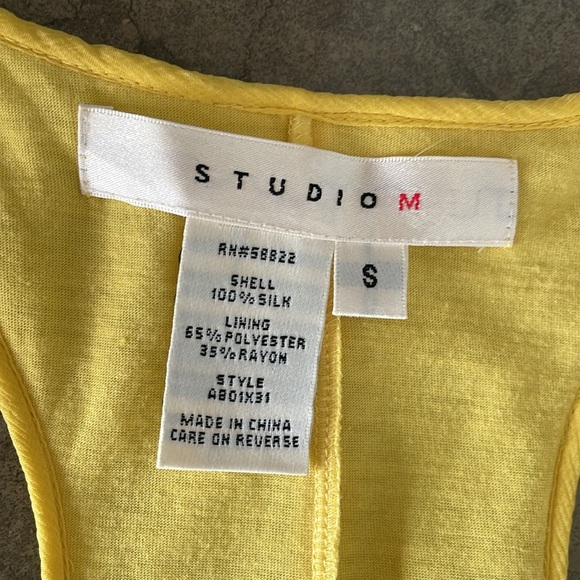 STUDIO M
S
RN#58822
SHELL
100% SILK
LINING
65% POLYESTER
35% RAYON
STYLE
AB01X31
MADE IN CHINA
CARE ON REVERSE